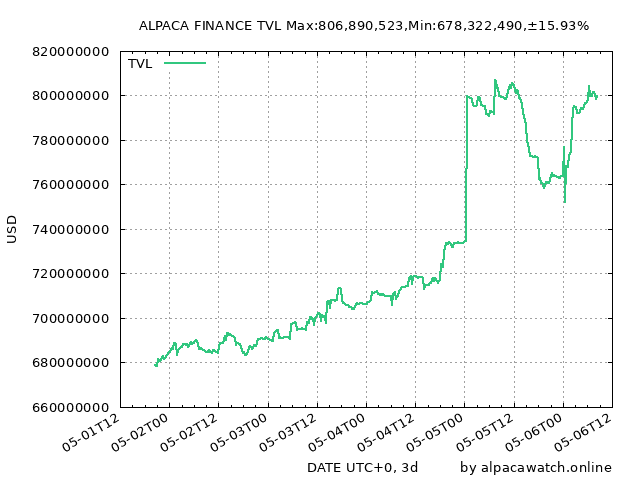 ALPACA FINANCE TVL Max:806,890,523,Min:678,322,490,±15.93%
820000000
TVL
800000000
780000000
760000000
740000000
USD
720000000
700000000
680000000
660000000
05-01T12
05-02T00
05-02T12
05-03T00
05-03T12
05-04T00
05-04T12
05-05T00
05-05T12
05-06T00
05-06T12
DATE UTC+0, 3d
by alpacawatch.online